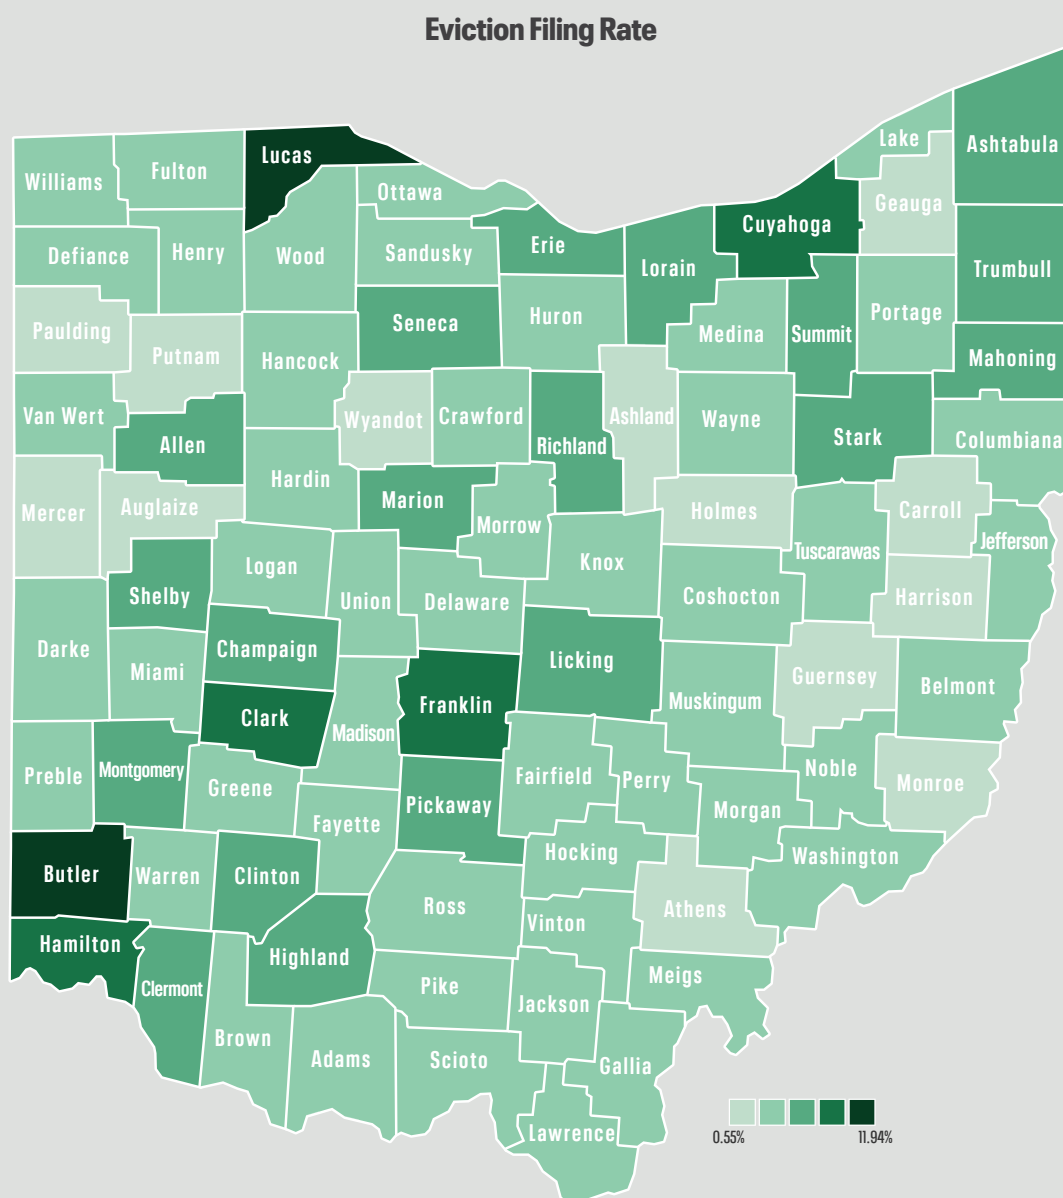 Eviction Filing Rate
Lake
Ashtabula
Lucas
Fulton
Williams
Ottawa
Geauga
Cuyahoga
Erie
Henry
Sandusky
Defiance
Wood
Lorain
Trumbull
Portage
Huron
Seneca
Paulding
Medina
Summit
Putnam
Mahoning
Hancock
Van Wert
Crawford
Ashland
Wyandot
Wayne
Stark
Columbiana
Allen
Richland
Hardin
Marion
Auglaize
Mercer
Holmes
Carroll
Morrow
Jefferson
Tuscarawas
Knox
Logan
Shelby
Union
Delaware
Coshocton
Harrison
Darke
Champaign
Licking
Miami
Guernsey
Belmont
Muskingum
Franklin
Clark
Madison
Montgomery
Noble
Preble
Fairfield
Perry
Monroe
Greene
Pickaway
Morgan
Fayette
Hocking
Washington
Butler
Warren
Clinton
Ross
Athens
Vinton
Hamilton
Highland
Meigs
Clermont
Pike
Jackson
Brown
Adams
Scioto
Gallia
Lawrence
0.55% 11.94%